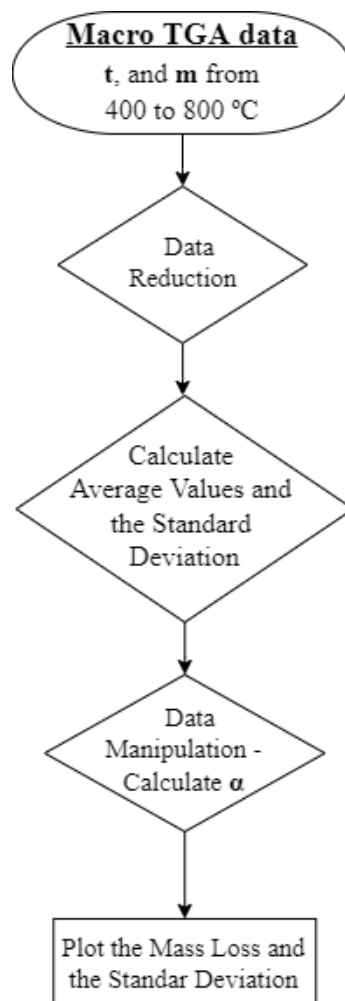 Macro TGA data
t, and m from
400 to 800 ºC
Data
Reduction
Calculate
Average Values and
the Standard
Deviation
Data
Manipulation -
Calculate α
Plot the Mass Loss and
the Standar Deviation